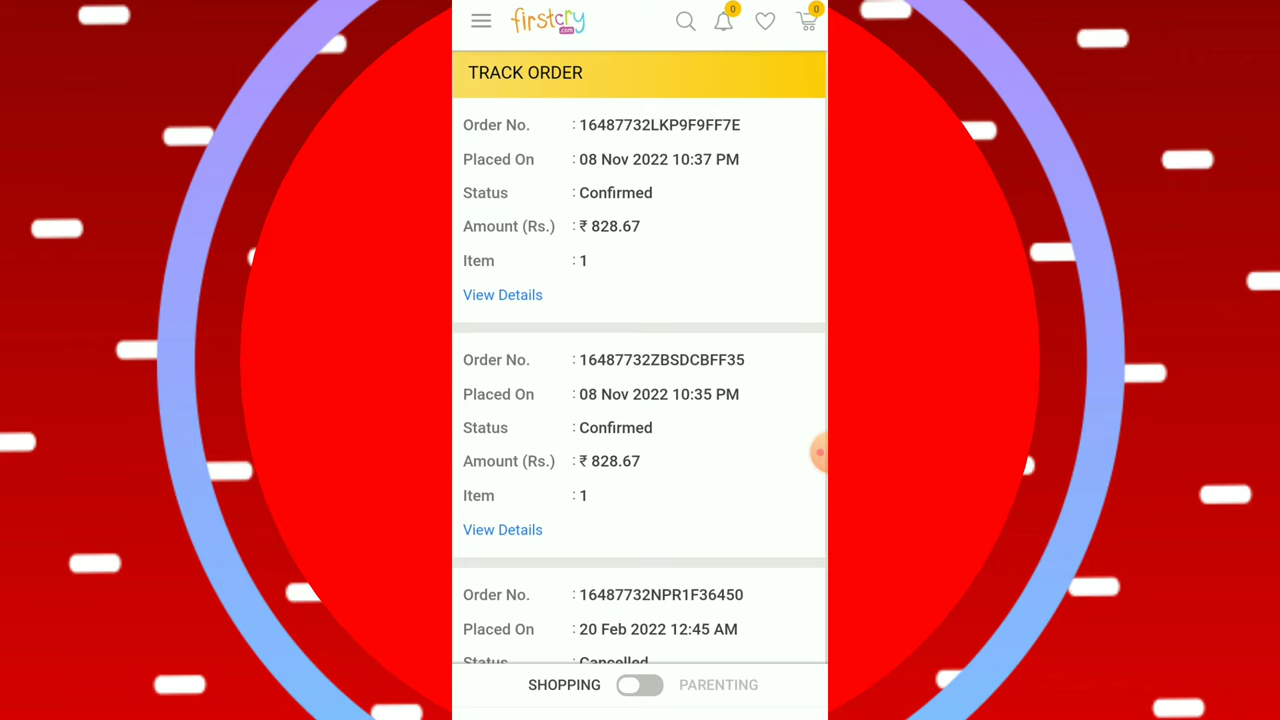 firstcry
.com
0
0
TRACK ORDER
Order No. : 16487732LKP9F9FF7E
Placed On : 08 Nov 2022 10:37 PM
Status : Confirmed
Amount (Rs.) : ₹ 828.67
Item : 1
View Details
Order No. : 16487732ZBSDCBFF35
Placed On : 08 Nov 2022 10:35 PM
Status : Confirmed
Amount (Rs.) : ₹ 828.67
Item : 1
View Details
Order No. : 16487732NPR1F36450
Placed On : 20 Feb 2022 12:45 AM
Status : Cancelled
SHOPPING PARENTING